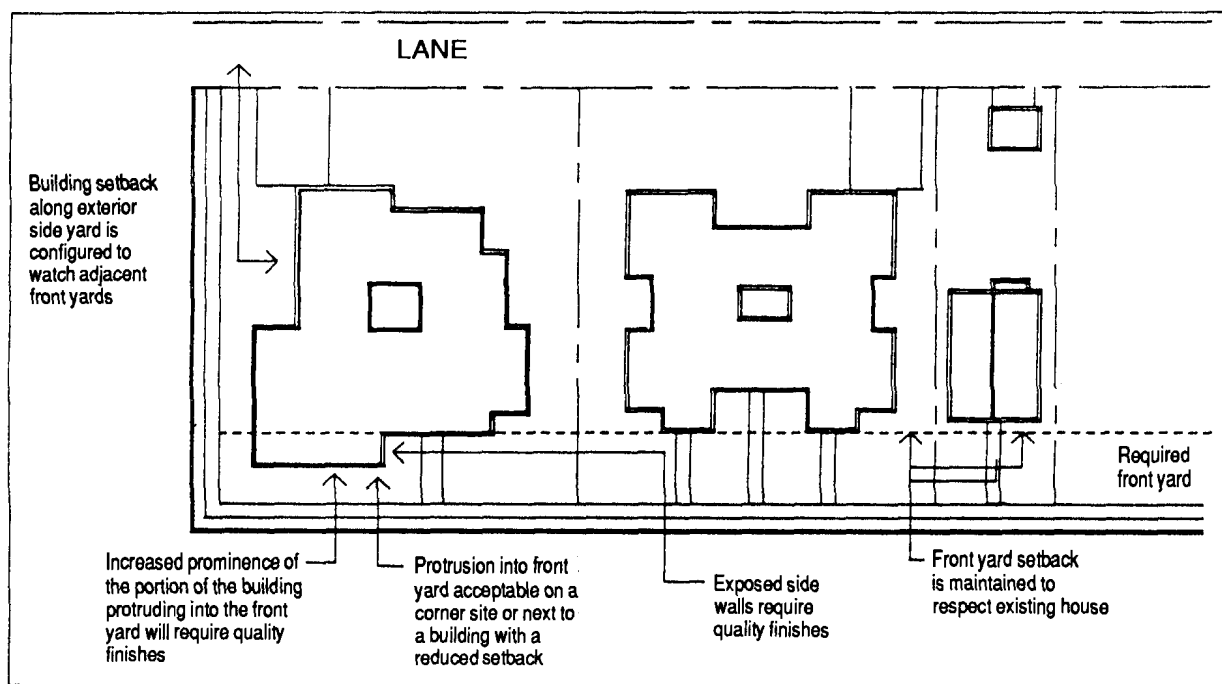 LANE
Building setback
along exterior
side yard is
configured to
watch adjacent
front yards
Required
front yard
Increased prominence of
the portion of the building
protruding into the front
yard will require quality
finishes
Protrusion into front
yard acceptable on a
corner site or next to
a building with a
reduced setback
Exposed side
walls require
quality finishes
Front yard setback
is maintained to
respect existing house